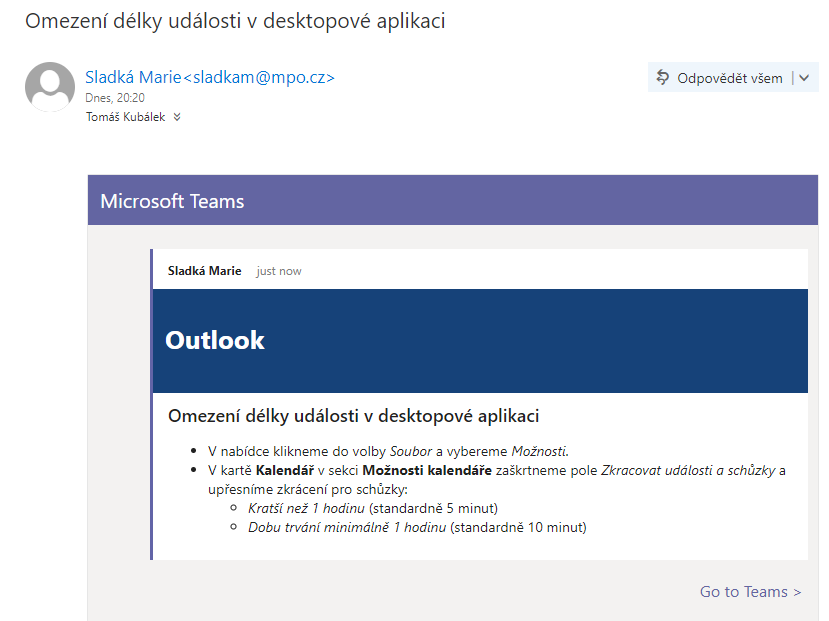 Omezení délky události v desktopové aplikaci
Sladká Marie<sladkam@mpo.cz>
Odpovědět všem
Dnes, 20:20
Tomáš Kubálek
Microsoft Teams
Sladká Marie just now
Outlook
Omezení délky události v desktopové aplikaci
• V nabídce klikneme do volby Soubor a vybereme Možnosti.
• V kartě Kalendář v sekci Možnosti kalendáře zaškrtneme pole Zkracovat události a schůzky a
upřesníme zkrácení pro schůzky:
○ Kratší než 1 hodinu (standardně 5 minut)
○ Dobu trvání minimálně 1 hodinu (standardně 10 minut)
Go to Teams >